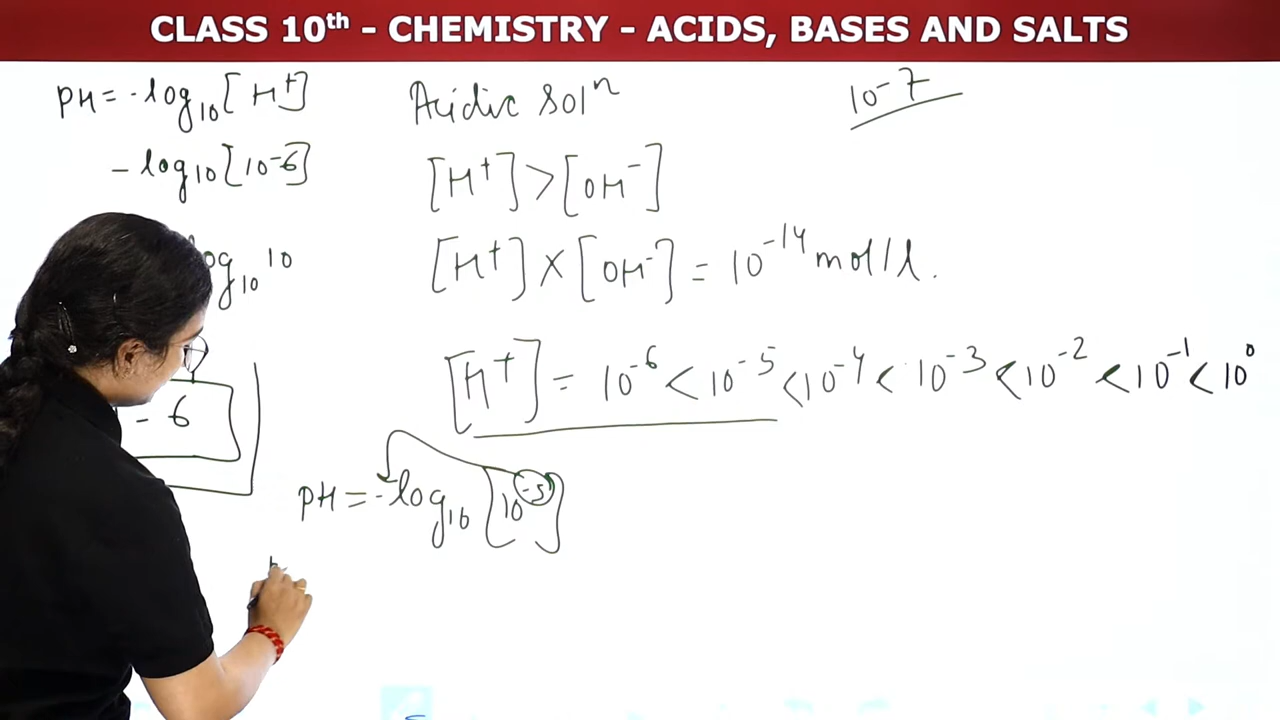 CLASS 10th - CHEMISTRY - ACIDS, BASES AND SALTS
PH = -log₁₀[H⁺]
- log₁₀[10⁻⁶]
og₁₀10
- 6
Acidic Solⁿ
10⁻⁷
[H⁺] > [OH⁻]
[H⁺] × [OH⁻] = 10⁻¹⁴ mol/l.
[H⁺] = 10⁻⁶ < 10⁻⁵ < 10⁻⁴ < 10⁻³ < 10⁻² < 10⁻¹ < 10⁰
PH = -log₁₀[10⁻⁵]